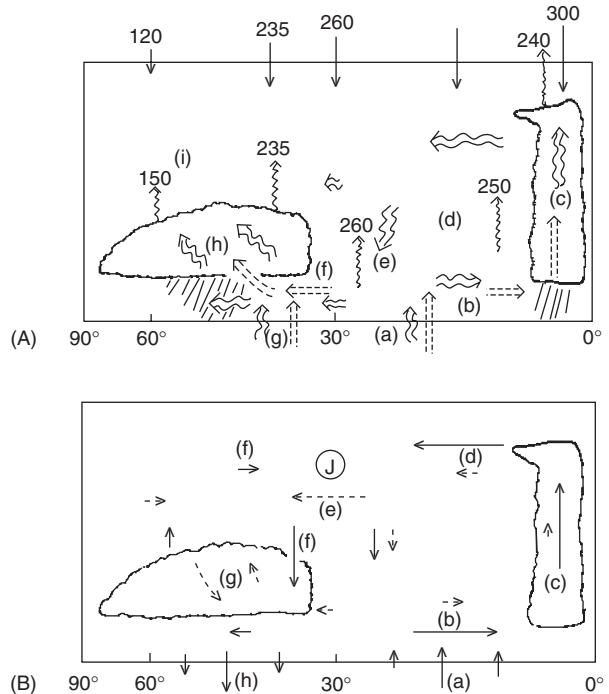 120 235 260 300
240
(i)
235
150 250
(c)
(d)
260
(h) (e)
(f)
(b)
(g) (a)
(A) 90° 60° 30° 0°
(f) J (d)
(e)
(f)
(g) (c)
(b)
(h) (a)
(B) 90° 60° 30° 0°